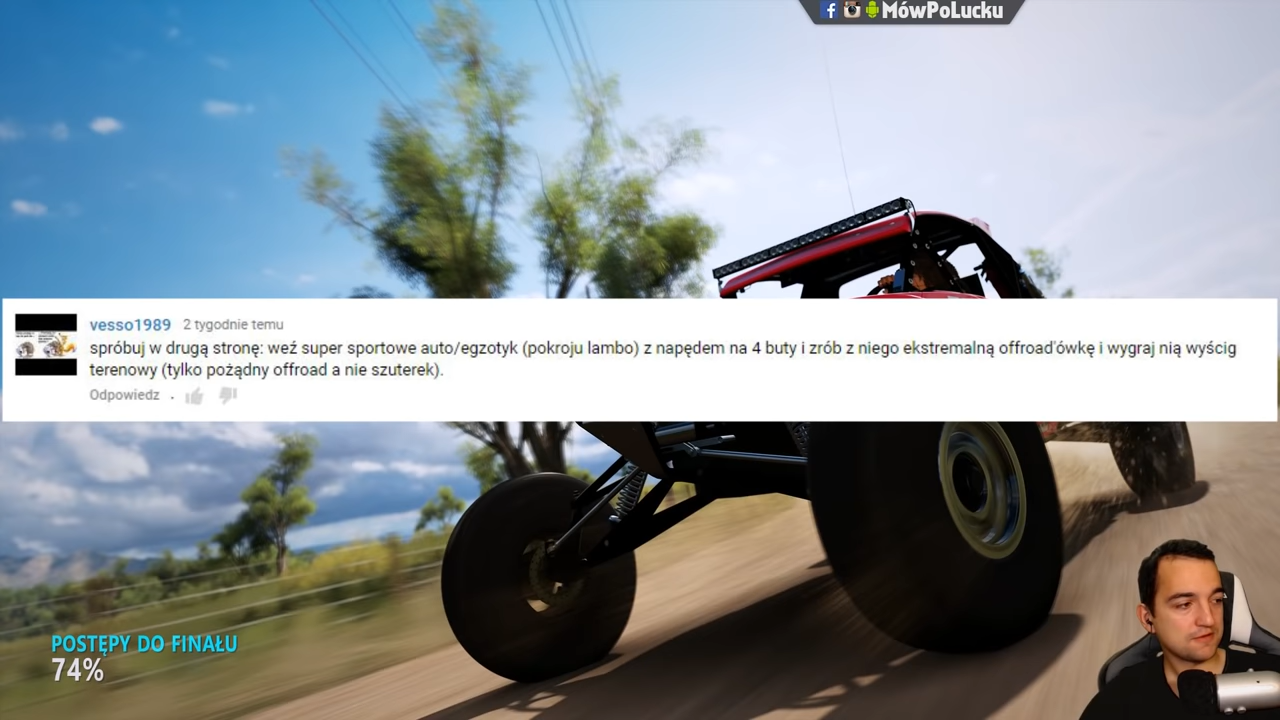 MówPoLucku
vesso1989 2 tygodnie temu
spróbuj w drugą stronę: weź super sportowe auto/egzotyk (pokroju lambo) z napędem na 4 buty i zrób z niego ekstremalną offroad'ówkę i wygraj nią wyścig
terenowy (tylko pożądny offroad a nie szuterek).
Odpowiedz .
POSTĘPY DO FINAŁU
74%